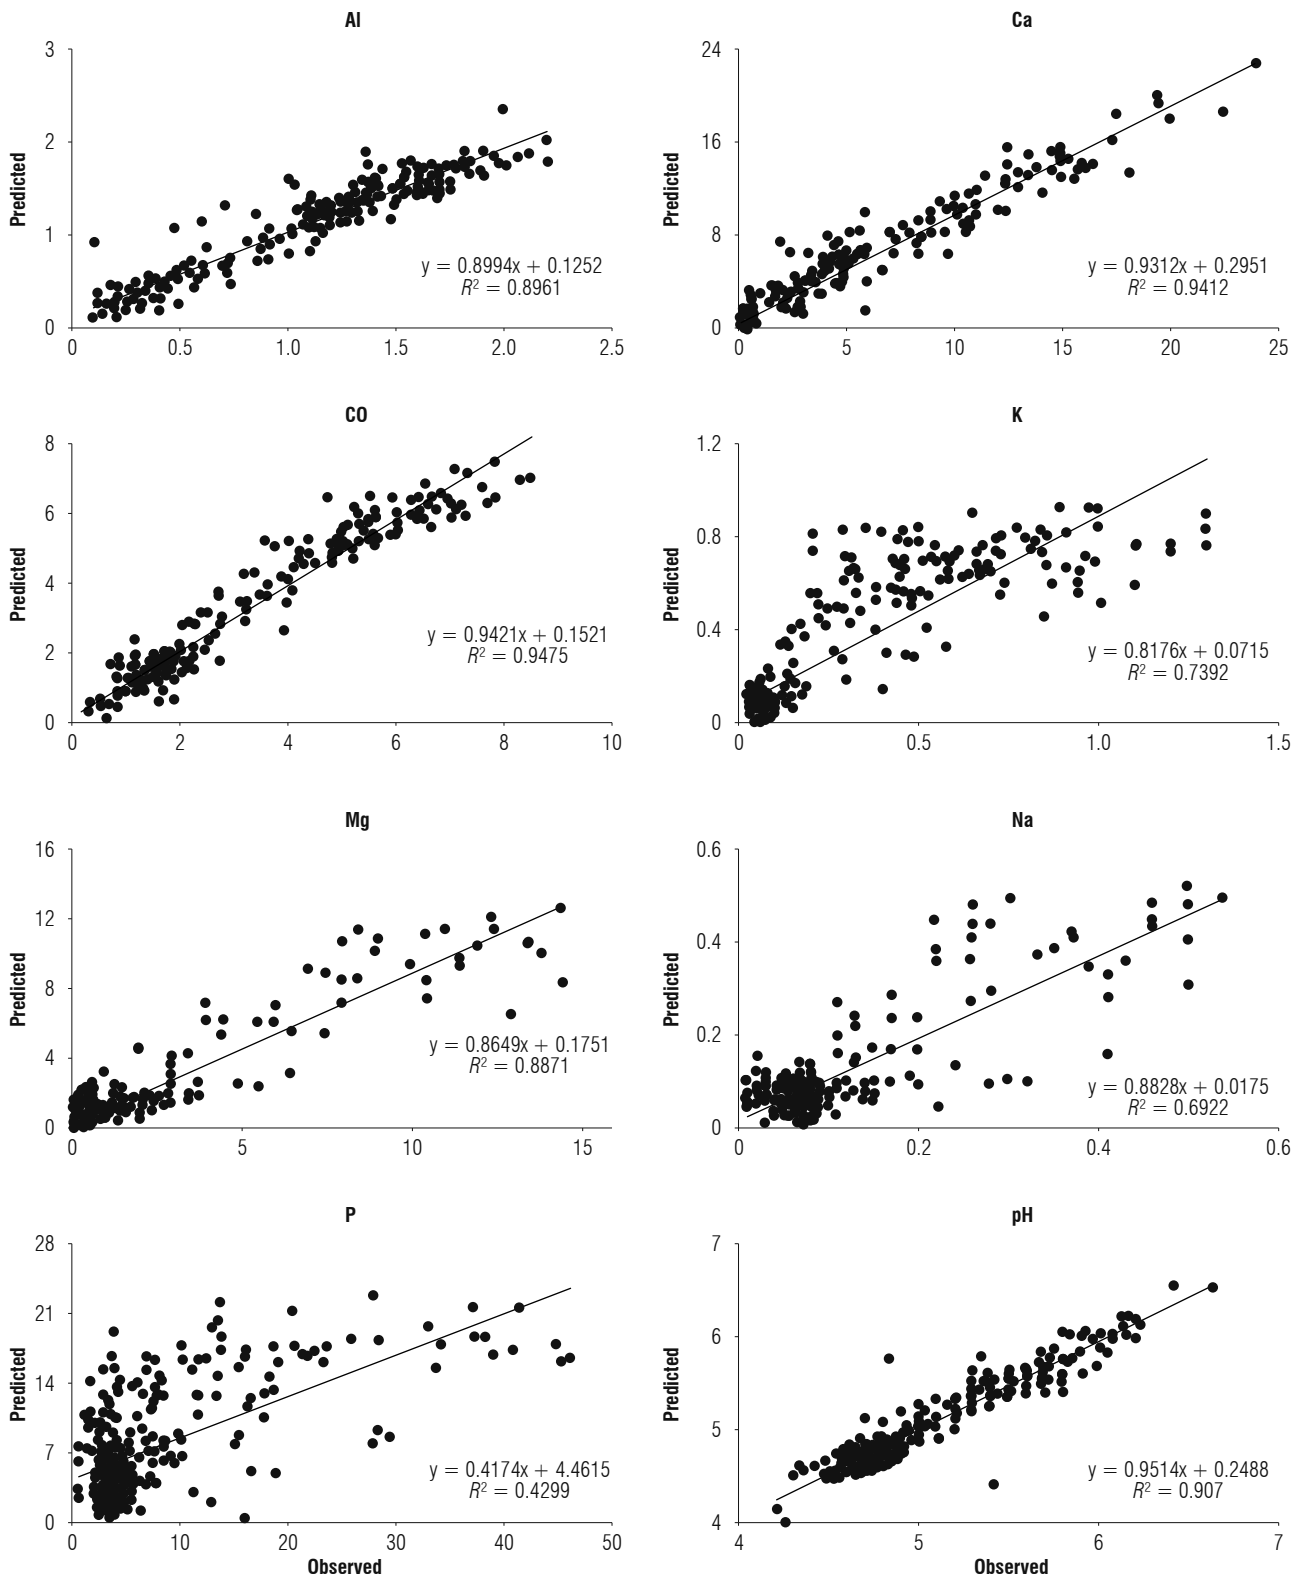 Al
Predicted
3
2
1
0
0
0.5
1.0
1.5
2.0
2.5
y = 0.8994x + 0.1252
R² = 0.8961
Ca
Predicted
24
16
8
0
0
5
10
15
20
25
y = 0.9312x + 0.2951
R² = 0.9412
CO
Predicted
8
6
4
2
0
0
2
4
6
8
10
y = 0.9421x + 0.1521
R² = 0.9475
K
Predicted
1.2
0.8
0.4
0
0
0.5
1.0
1.5
y = 0.8176x + 0.0715
R² = 0.7392
Mg
Predicted
16
12
8
4
0
0
5
10
15
y = 0.8649x + 0.1751
R² = 0.8871
Na
Predicted
0.6
0.4
0.2
0
0
0.2
0.4
0.6
y = 0.8828x + 0.0175
R² = 0.6922
P
Predicted
28
21
14
7
0
0
10
20
30
40
50
y = 0.4174x + 4.4615
R² = 0.4299
Observed
pH
Predicted
7
6
5
4
4
5
6
7
y = 0.9514x + 0.2488
R² = 0.907
Observed